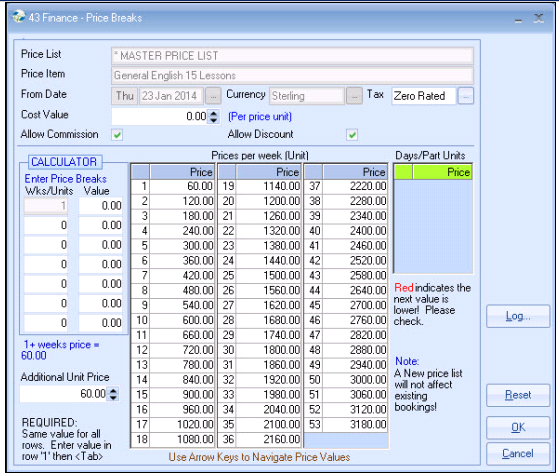 43 Finance - Price Breaks
Price List * MASTER PRICE LIST
Price Item General English 15 Lessons
From Date Thu 23 Jan 2014 ... Currency Sterling ... Tax Zero Rated ...
Cost Value 0.00 (Per price unit)
Allow Commission Allow Discount
CALCULATOR
Enter Price Breaks
Wks/Units Value
1 0.00
0 0.00
0 0.00
0 0.00
0 0.00
0 0.00
0 0.00
1+ weeks price =
60.00
Additional Unit Price
60.00
REQUIRED:
Same value for all
rows. Enter value in
row '1' then <Tab>
Prices per week (Unit)
Price Price Price
1 60.00 19 1140.00 37 2220.00
2 120.00 20 1200.00 38 2280.00
3 180.00 21 1260.00 39 2340.00
4 240.00 22 1320.00 40 2400.00
5 300.00 23 1380.00 41 2460.00
6 360.00 24 1440.00 42 2520.00
7 420.00 25 1500.00 43 2580.00
8 480.00 26 1560.00 44 2640.00
9 540.00 27 1620.00 45 2700.00
10 600.00 28 1680.00 46 2760.00
11 660.00 29 1740.00 47 2820.00
12 720.00 30 1800.00 48 2880.00
13 780.00 31 1860.00 49 2940.00
14 840.00 32 1920.00 50 3000.00
15 900.00 33 1980.00 51 3060.00
16 960.00 34 2040.00 52 3120.00
17 1020.00 35 2100.00 53 3180.00
18 1080.00 36 2160.00
Use Arrow Keys to Navigate Price Values
Days/Part Units
Price
Red indicates the
next value is
lower! Please
check.
Note:
A New price list
will not affect
existing
bookings!
Log...
Reset
OK
Cancel